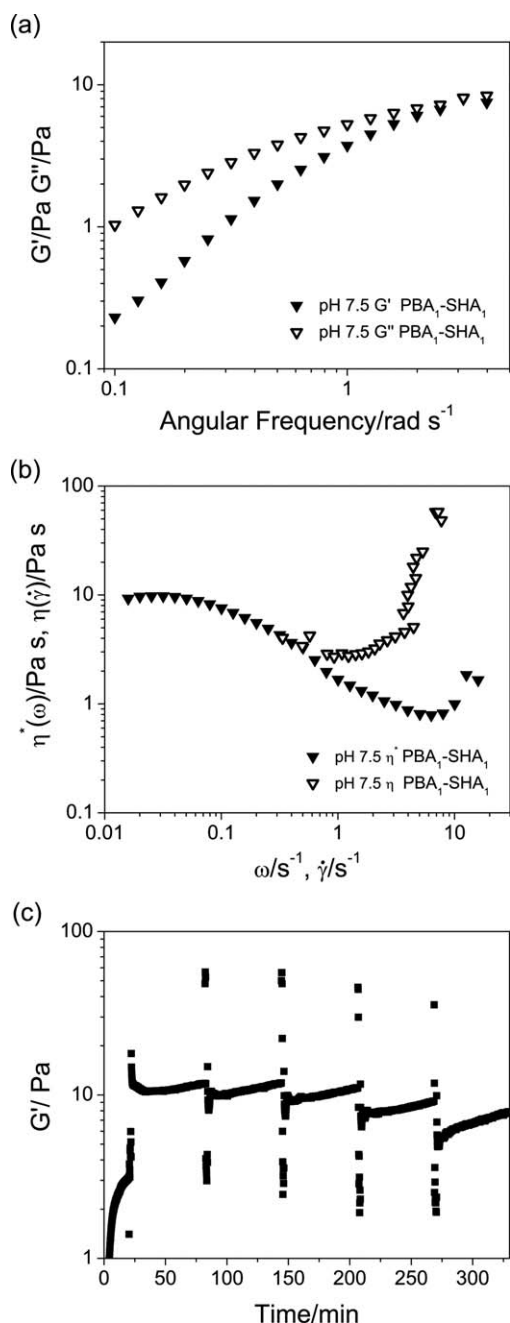 (a)
10
1
0.1
G'/Pa G"/Pa
▼ pH 7.5 G' PBA₁-SHA₁
▽ pH 7.5 G" PBA₁-SHA₁
0.1 1
Angular Frequency/rad s⁻¹
(b)
100
10
1
0.1
η*(ω)/Pa s, η(γ̇)/Pa s
▼ pH 7.5 η* PBA₁-SHA₁
▽ pH 7.5 η PBA₁-SHA₁
0.01 0.1 1 10
ω/s⁻¹, γ̇/s⁻¹
(c)
100
10
1
G'/ Pa
0 50 100 150 200 250 300
Time/min